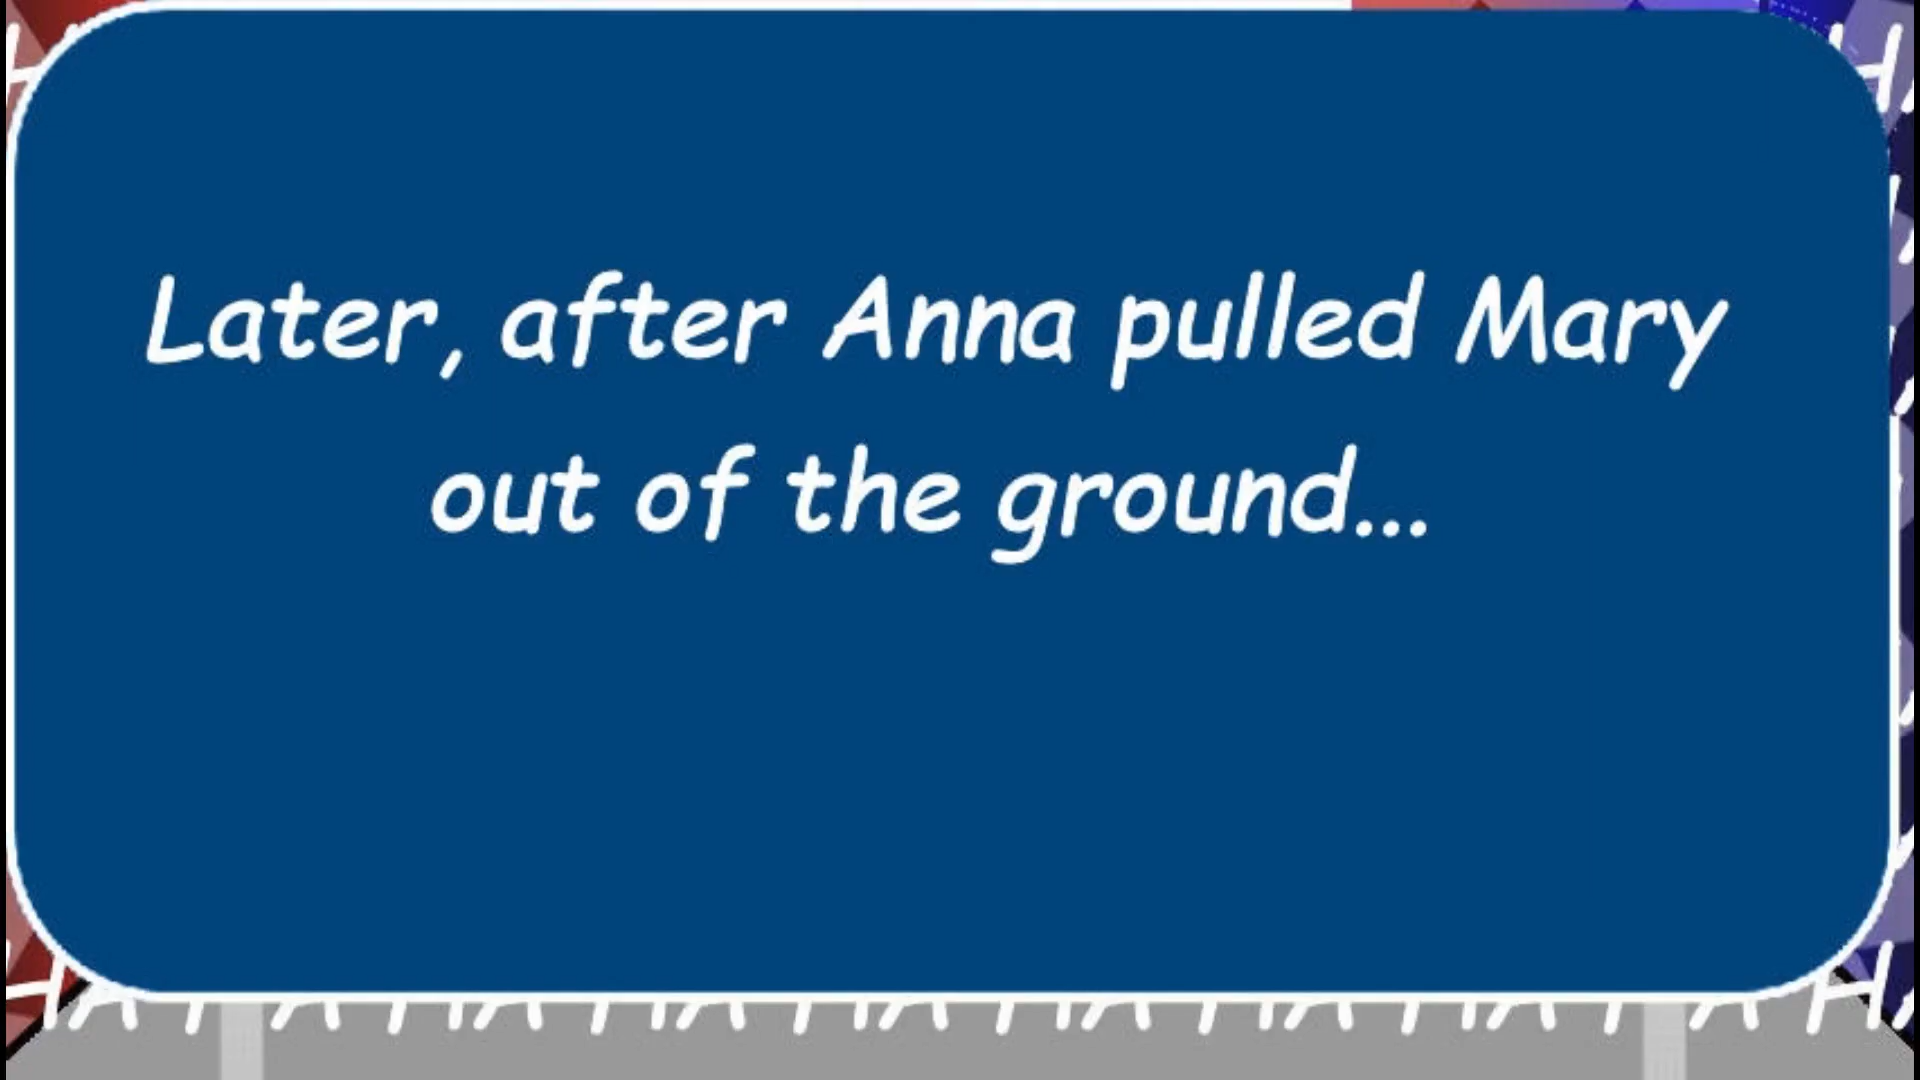 Later, after Anna pulled Mary
out of the ground...